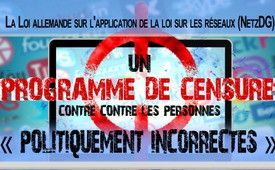 La Loi allemande sur l'application de la loi sur les réseaux (NetzDG)
UN
PROGRAMME DE CENSURE
CONTRE CONTRE LES PERSONNES
« POLITIQUEMENT INCORRECTES »